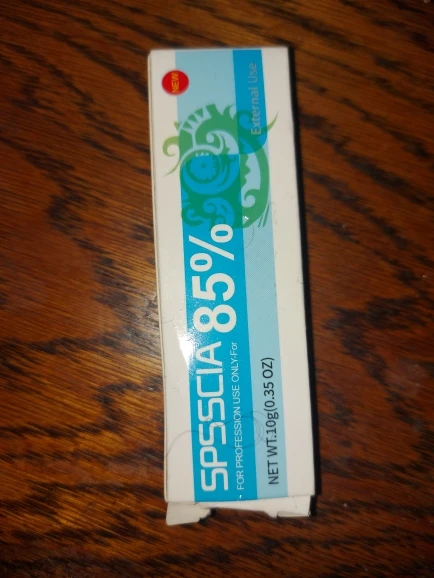 NEW
External Use
SPSSCIA 85%
FOR PROFESSION USE ONLY·For
NET WT.10g(0.35 OZ)